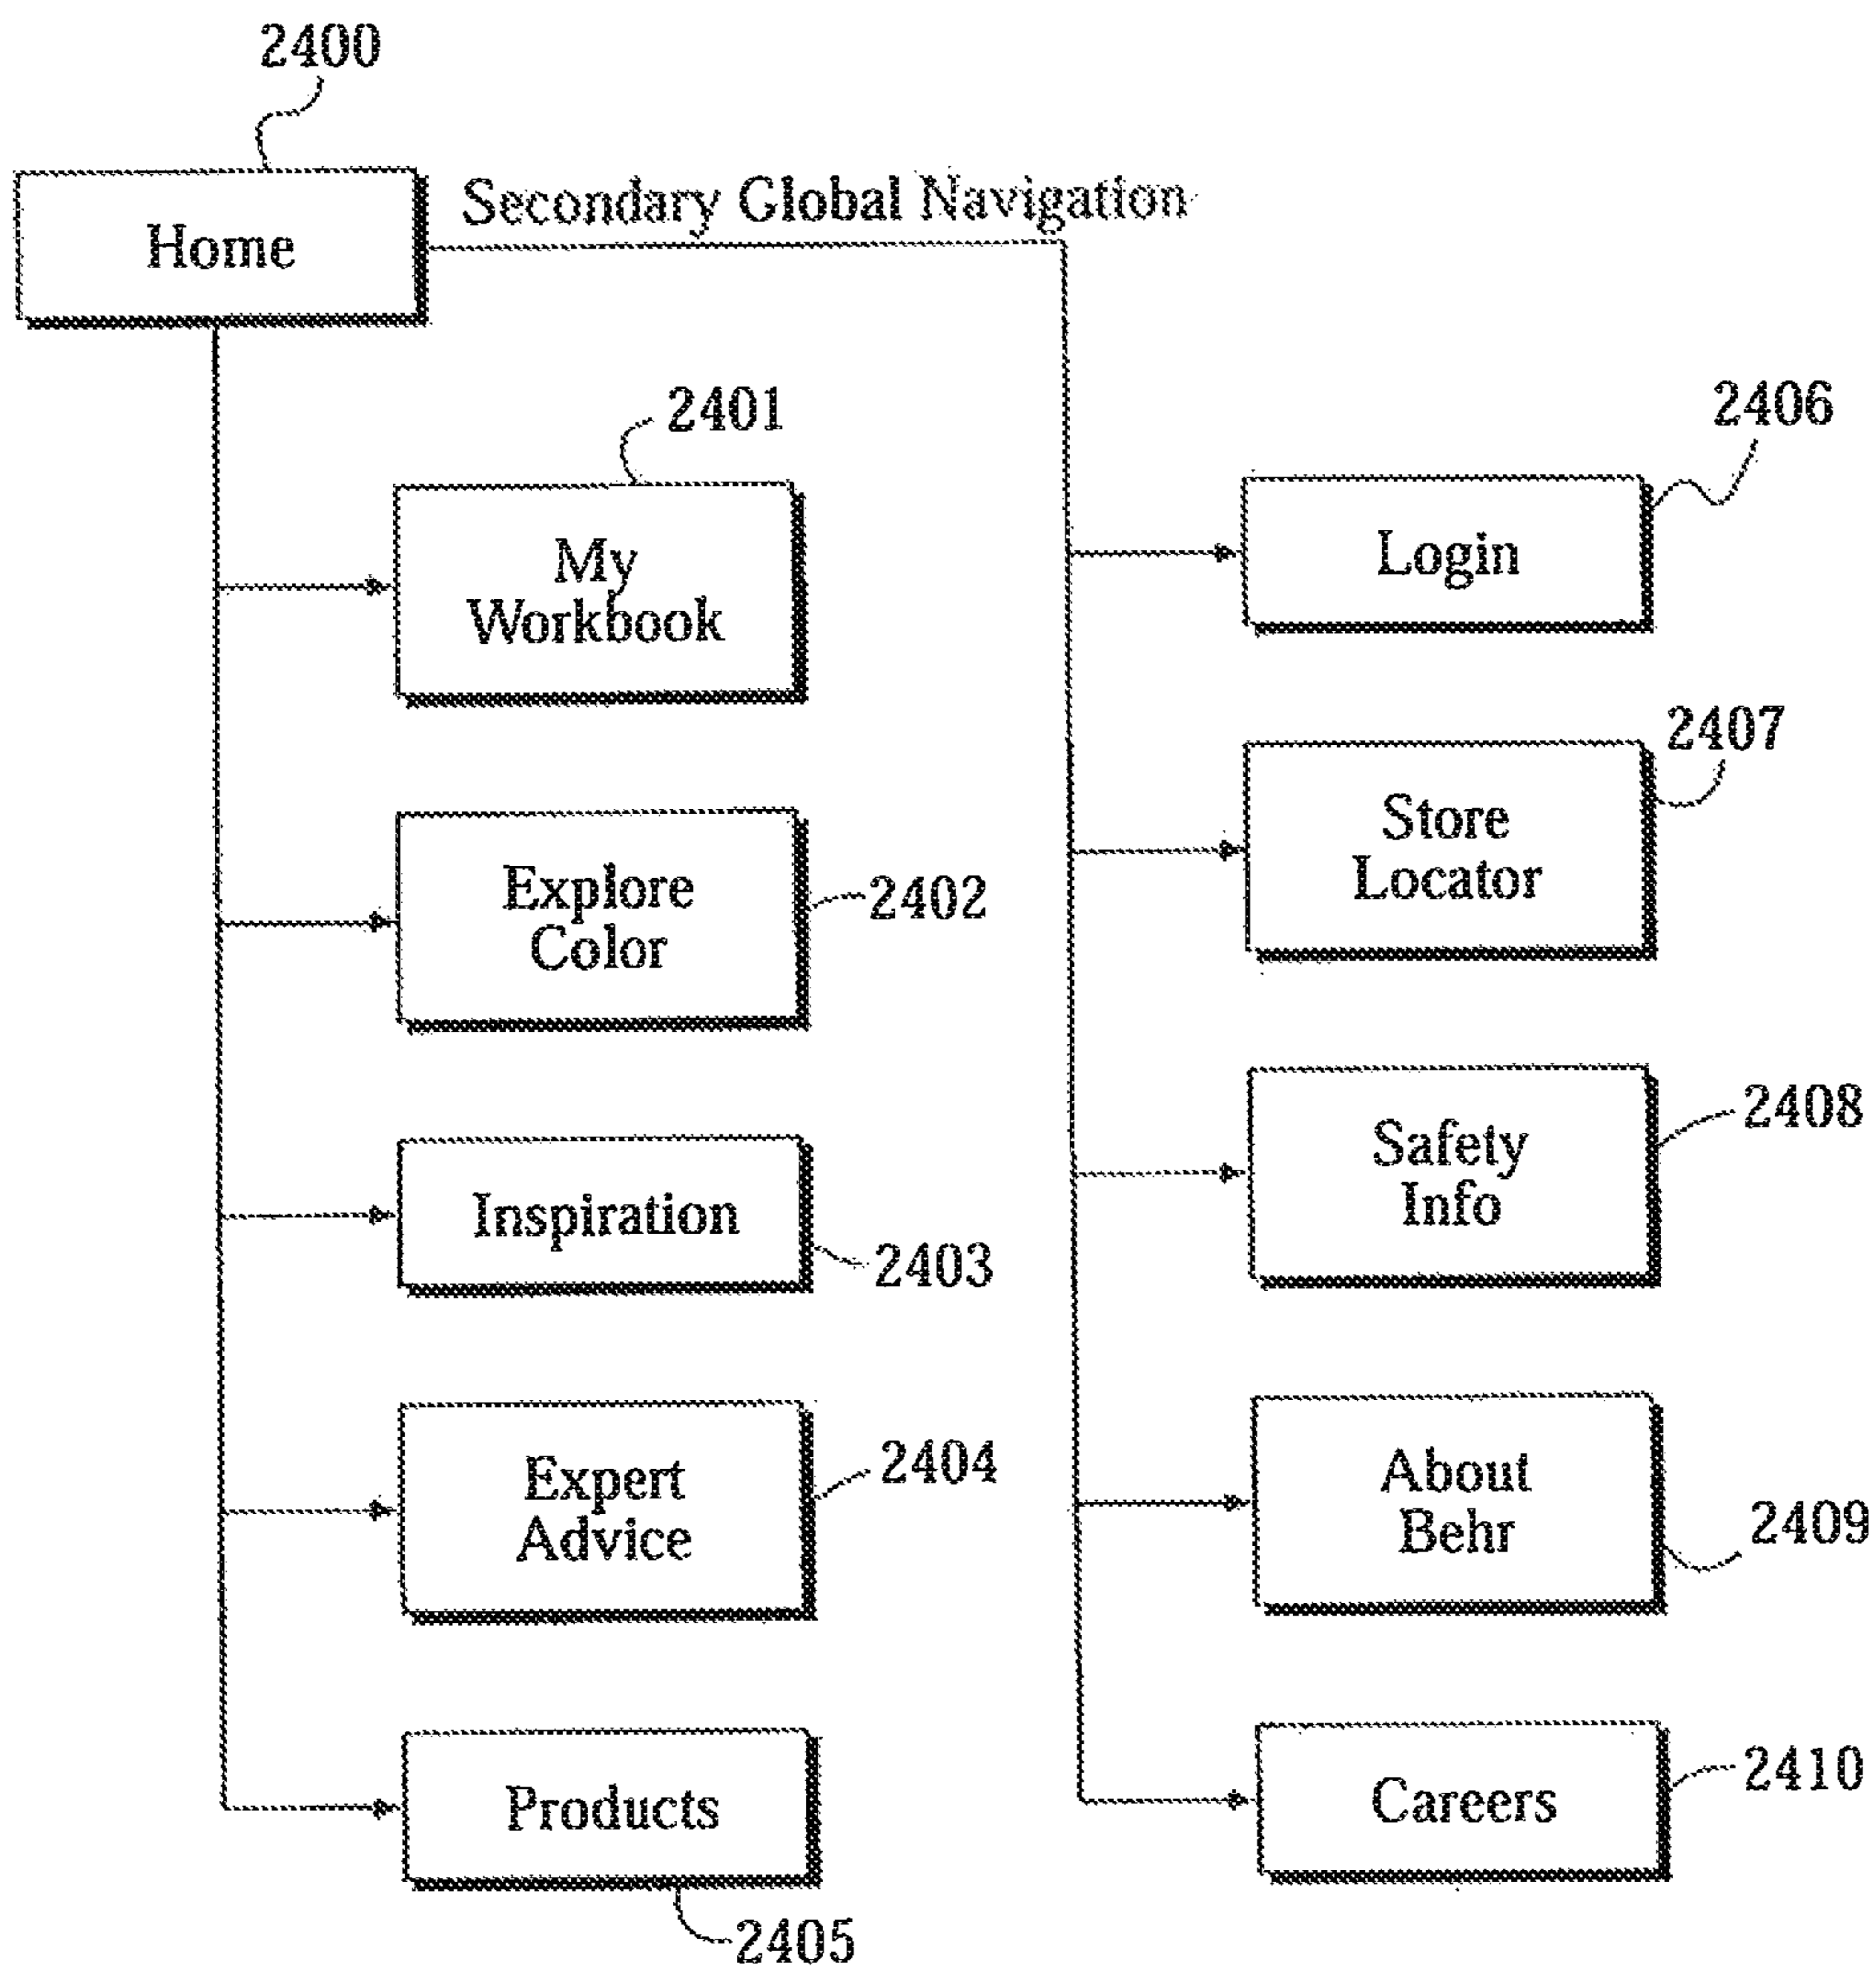 2400
Home
Secondary Global Navigation
2401
My
Workbook
Explore
Color
2402
Inspiration
2403
Expert
Advice
2404
Products
2405
2406
Login
2407
Store
Locator
2408
Safety
Info
About
Behr
2409
Careers
2410